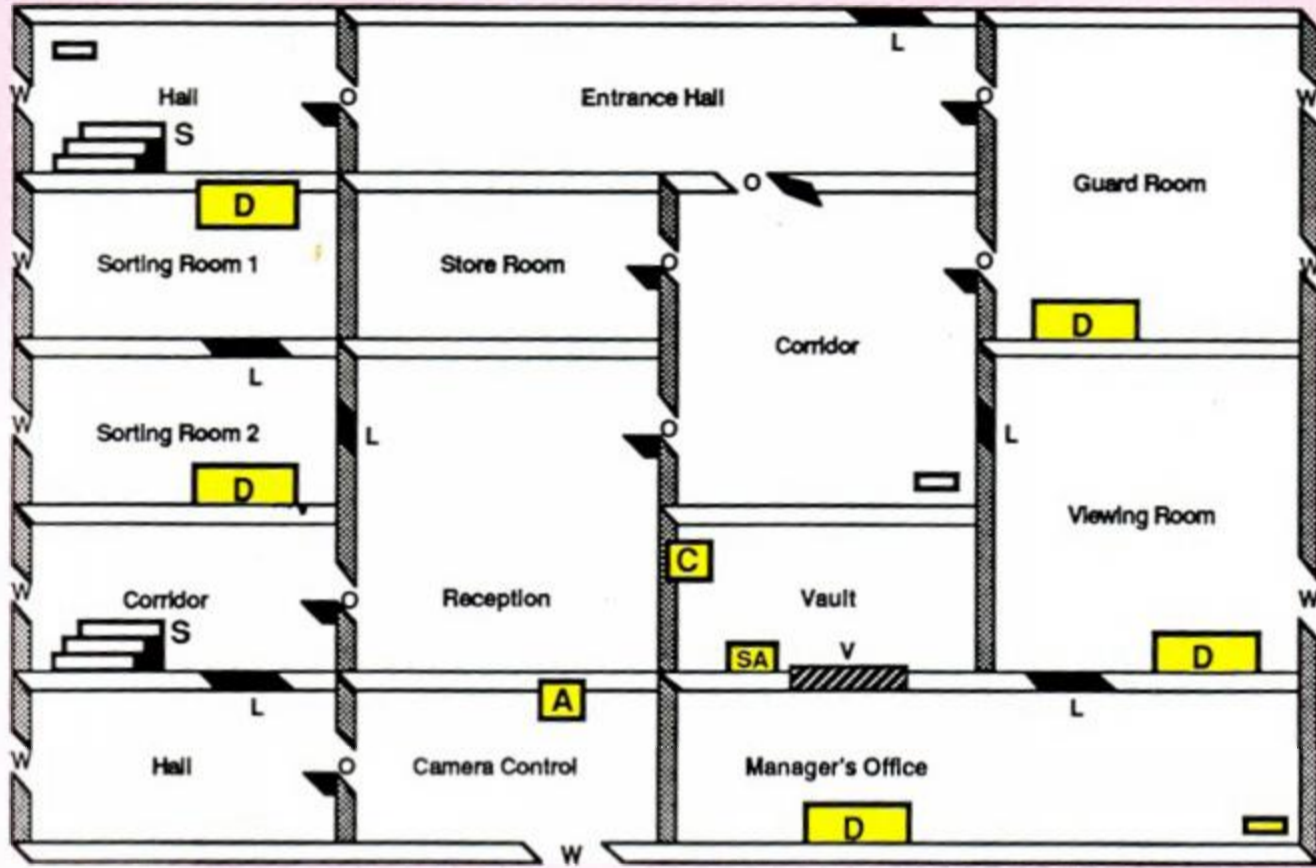 L
W Hall O Entrance Hall O W
S
O Guard Room
D
W Sorting Room 1 Store Room O O W
D
Corridor
L
W Sorting Room 2 L O L
D
Viewing Room
C
W Corridor O Reception Vault W
S
SA V D
A
L L
W Hall O Camera Control Manager's Office
D
W